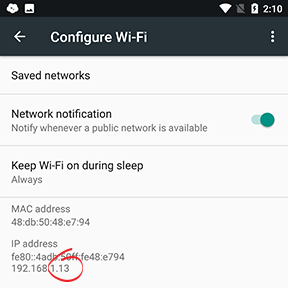 2:10
Configure Wi-Fi
Saved networks
Network notification
Notify whenever a public network is available
Keep Wi-Fi on during sleep
Always
MAC address
48:db:50:48:e7:94
IP address
fe80::4adb:50ff:fe48:e794
192.168.1.13